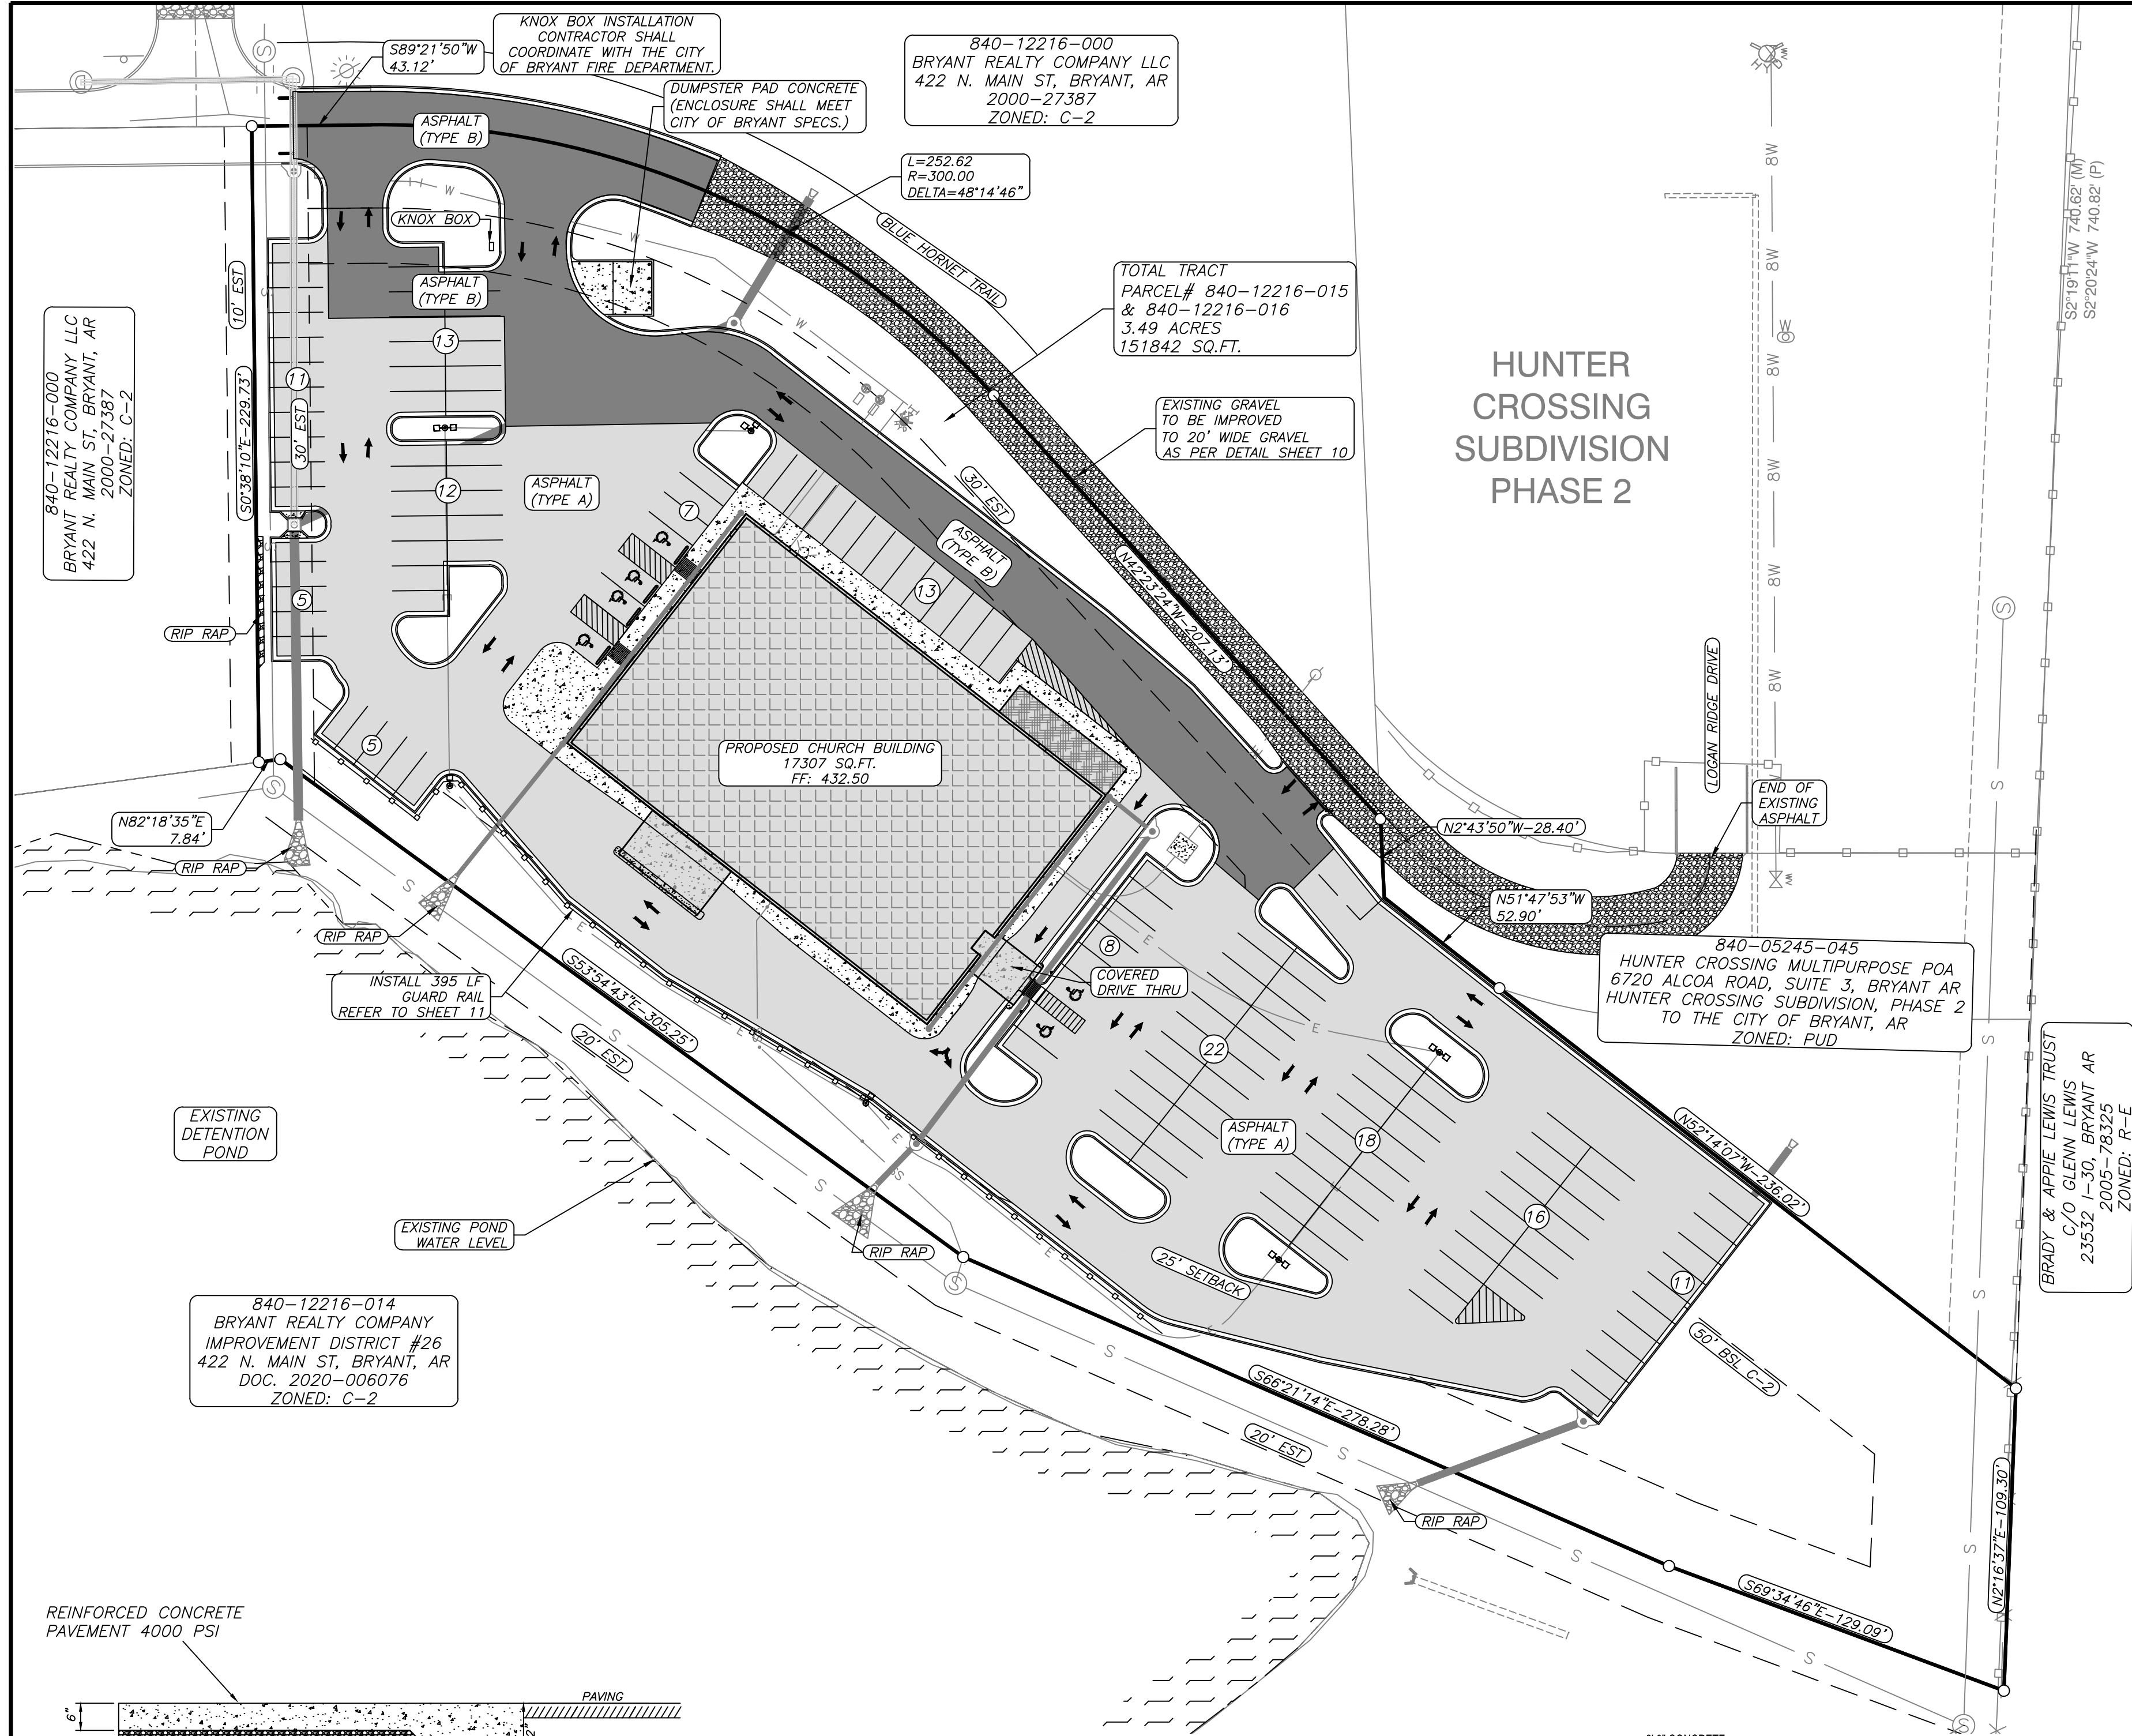 S89°21'50"W
43.12'
KNOX BOX INSTALLATION
CONTRACTOR SHALL
COORDINATE WITH THE CITY
OF BRYANT FIRE DEPARTMENT.
DUMPSTER PAD CONCRETE
(ENCLOSURE SHALL MEET
CITY OF BRYANT SPECS.)
840-12216-000
BRYANT REALTY COMPANY LLC
422 N. MAIN ST, BRYANT, AR
2000-27387
ZONED: C-2
ASPHALT
(TYPE B)
L=252.62
R=300.00
DELTA=48°14'46"
KNOX BOX
BLUE HORNET TRAIL
ASPHALT
(TYPE B)
TOTAL TRACT
PARCEL# 840-12216-015
& 840-12216-016
3.49 ACRES
151842 SQ.FT.
S2°19'11"W 740.62' (M)
S2°20'24"W 740.82' (P)
10' EST
840-12216-000
BRYANT REALTY COMPANY LLC
422 N. MAIN ST, BRYANT, AR
2000-27387
ZONED: C-2
S0°38'10"E-229.73'
30' EST
13
11
12
HUNTER
CROSSING
SUBDIVISION
PHASE 2
EXISTING GRAVEL
TO BE IMPROVED
TO 20' WIDE GRAVEL
AS PER DETAIL SHEET 10
ASPHALT
(TYPE A)
7
30' EST
ASPHALT
(TYPE B)
13
N42°23'24"W-207.13'
5
RIP RAP
5
PROPOSED CHURCH BUILDING
17307 SQ.FT.
FF: 432.50
LOGAN RIDGE DRIVE
END OF
EXISTING
ASPHALT
N2°43'50"W-28.40'
N82°18'35"E
7.84'
RIP RAP
RIP RAP
N51°47'53"W
52.90'
INSTALL 395 LF
GUARD RAIL
REFER TO SHEET 11
S53°54'43"E-305.25'
20' EST
8
COVERED
DRIVE THRU
840-05245-045
HUNTER CROSSING MULTIPURPOSE POA
6720 ALCOA ROAD, SUITE 3, BRYANT AR
HUNTER CROSSING SUBDIVISION, PHASE 2
TO THE CITY OF BRYANT, AR
ZONED: PUD
22
18
16
11
ASPHALT
(TYPE A)
N52°14'07"W-236.02'
BRADY & APPIE LEWIS TRUST
C/O GLENN LEWIS
23532 I-30, BRYANT AR
2005-78325
ZONED: R-E
EXISTING
DETENTION
POND
EXISTING POND
WATER LEVEL
RIP RAP
25' SETBACK
840-12216-014
BRYANT REALTY COMPANY
IMPROVEMENT DISTRICT #26
422 N. MAIN ST, BRYANT, AR
DOC. 2020-006076
ZONED: C-2
50' BSL C-2
S66°21'14"E-278.28'
20' EST
RIP RAP
N2°16'37"E-109.30'
S69°34'46"E-129.09'
8W
8W
8W
8W
8W
8W
8W
REINFORCED CONCRETE
PAVEMENT 4000 PSI
PAVING
6"